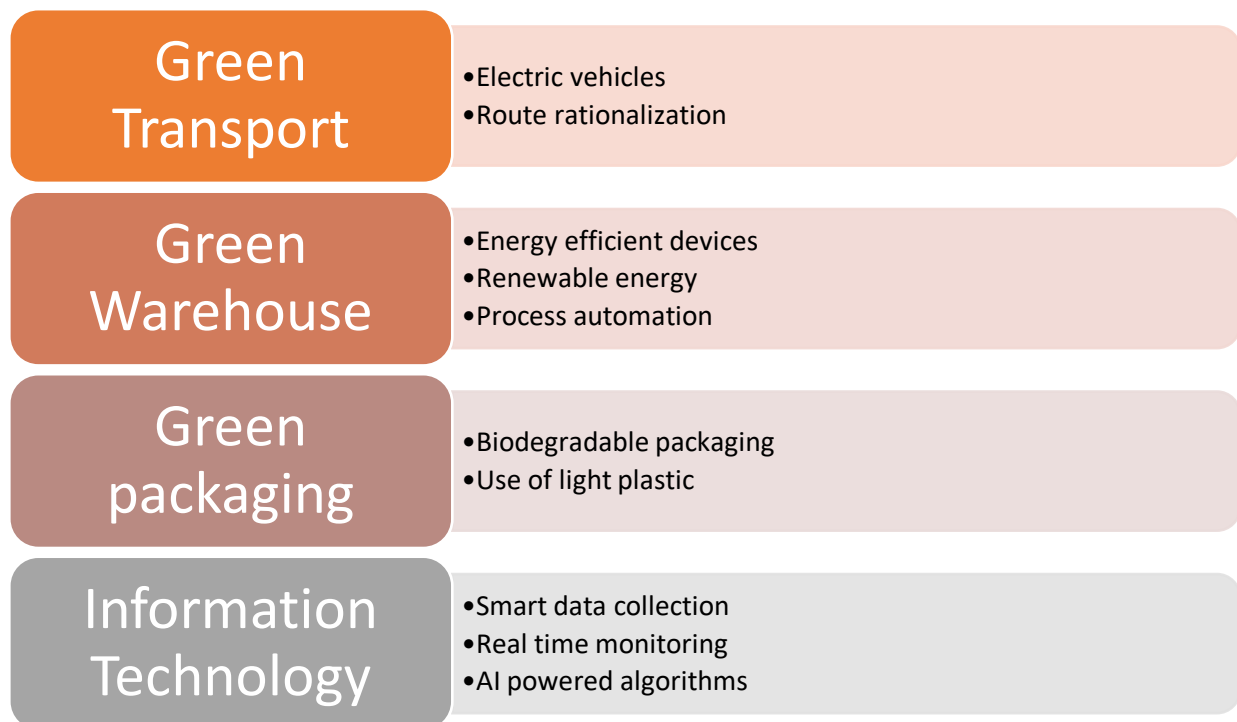 Green
Transport
•Electric vehicles
•Route rationalization
Green
Warehouse
•Energy efficient devices
•Renewable energy
•Process automation
Green
packaging
•Biodegradable packaging
•Use of light plastic
Information
Technology
•Smart data collection
•Real time monitoring
•AI powered algorithms